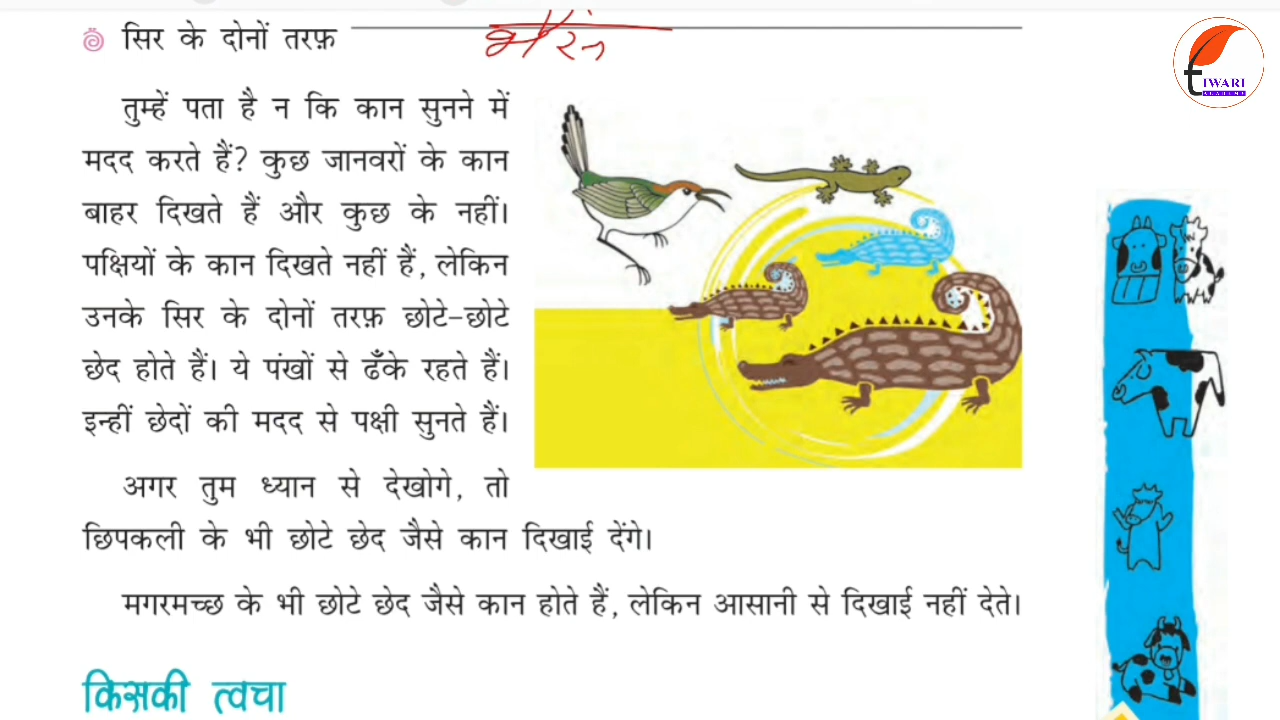 सिर के दोनों तरफ़
तुम्हें पता है न कि कान सुनने में
मदद करते हैं? कुछ जानवरों के कान
बाहर दिखते हैं और कुछ के नहीं।
पक्षियों के कान दिखते नहीं हैं, लेकिन
उनके सिर के दोनों तरफ़ छोटे-छोटे
छेद होते हैं। ये पंखों से ढँके रहते हैं।
इन्हीं छेदों की मदद से पक्षी सुनते हैं।
अगर तुम ध्यान से देखोगे, तो
छिपकली के भी छोटे छेद जैसे कान दिखाई देंगे।
मगरमच्छ के भी छोटे छेद जैसे कान होते हैं, लेकिन आसानी से दिखाई नहीं देते।
किसकी त्वचा
TIWARI
ACADEMY